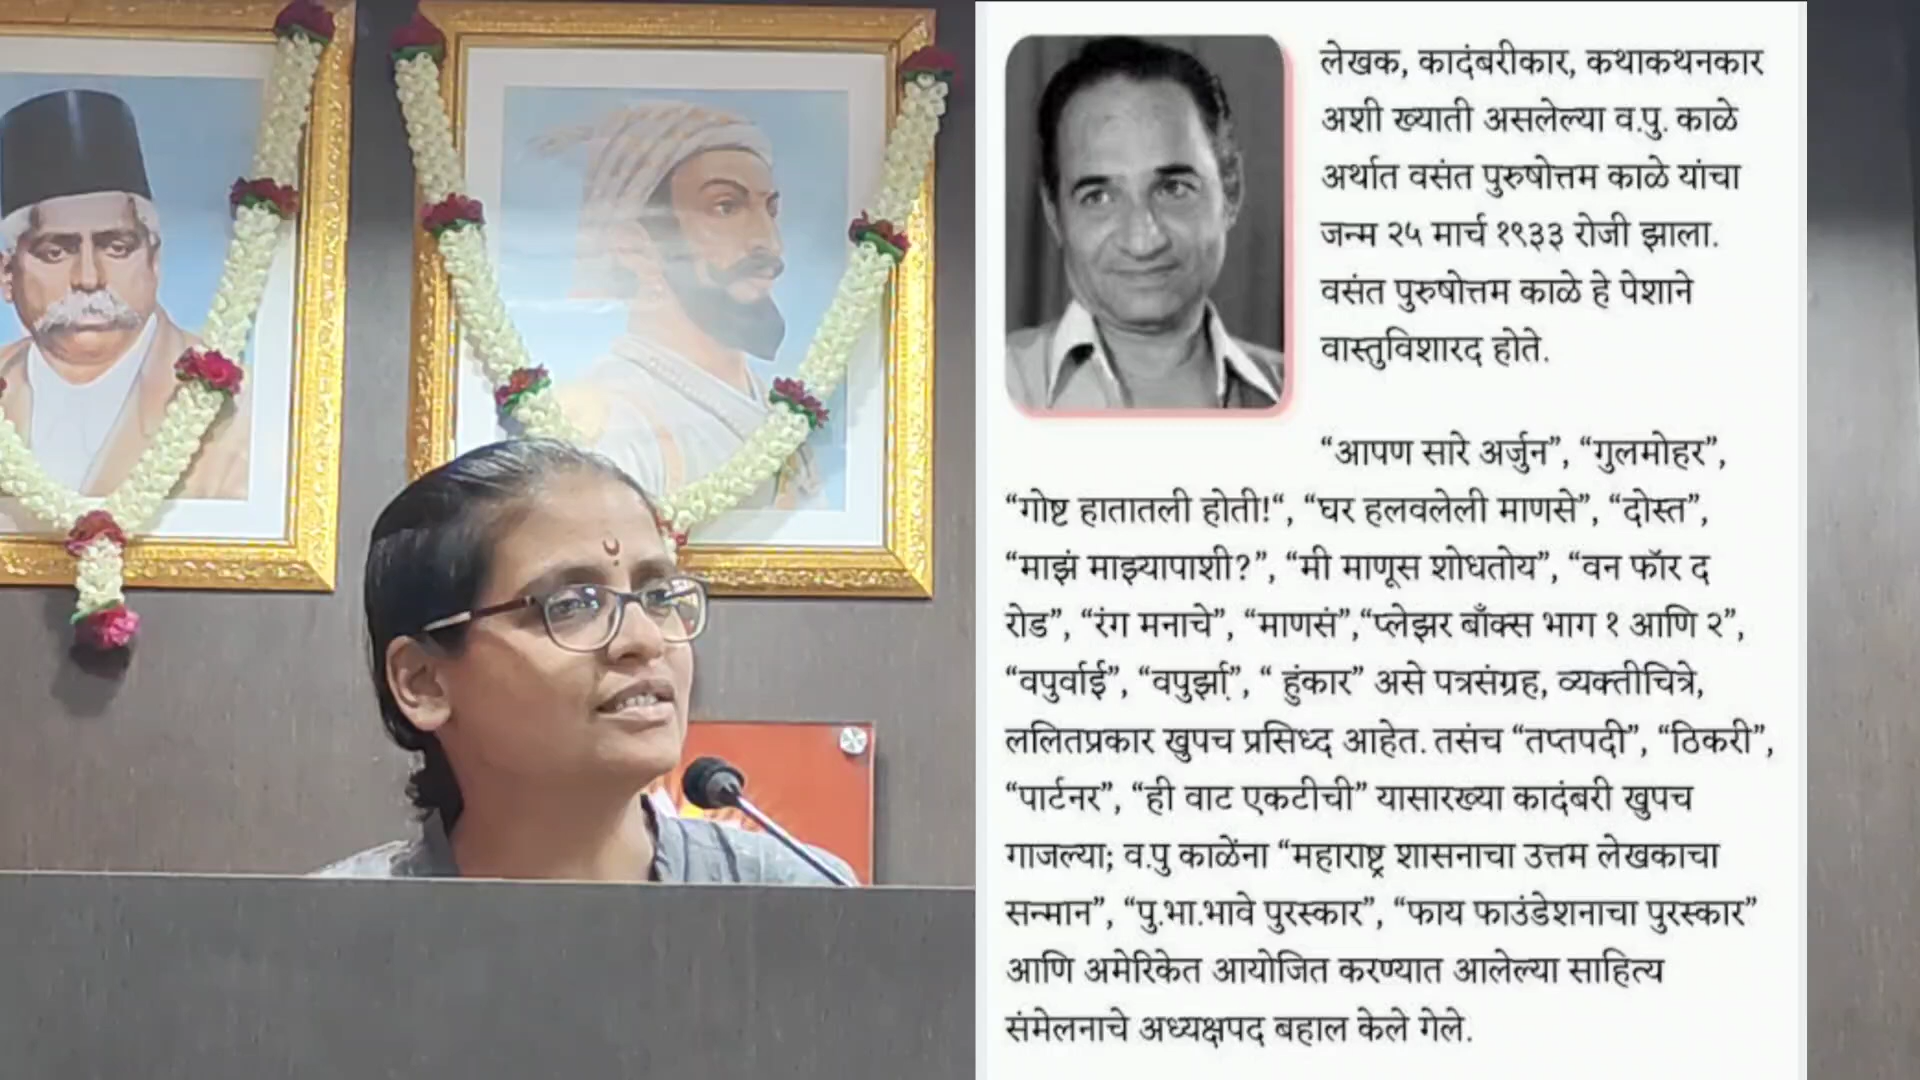 लेखक, कादंबरीकार, कथाकथनकार
अशी ख्याती असलेल्या व.पु. काळे
अर्थात वसंत पुरुषोत्तम काळे यांचा
जन्म २५ मार्च १९३३ रोजी झाला.
वसंत पुरुषोत्तम काळे हे पेशाने
वास्तुविशारद होते.
“आपण सारे अर्जुन”, “गुलमोहर”,
“गोष्ट हातातली होती!“, “घर हलवलेली माणसे”, “दोस्त”,
“माझं माझ्यापाशी?”, “मी माणूस शोधतोय”, “वन फॉर द
रोड”, “रंग मनाचे”, “माणसं”,“प्लेझर बॉक्स भाग १ आणि २”,
“वपुर्वाई”, “वपुर्झा”, “ हुंकार” असे पत्रसंग्रह, व्यक्तीचित्रे,
ललितप्रकार खुपच प्रसिध्द आहेत. तसंच “तप्तपदी”, “ठिकरी”,
“पार्टनर”, “ही वाट एकटीची” यासारख्या कादंबरी खुपच
गाजल्या; व.पु काळेंना “महाराष्ट्र शासनाचा उत्तम लेखकाचा
सन्मान”, “पु.भा.भावे पुरस्कार”, “फाय फाउंडेशनाचा पुरस्कार”
आणि अमेरिकेत आयोजित करण्यात आलेल्या साहित्य
संमेलनाचे अध्यक्षपद बहाल केले गेले.